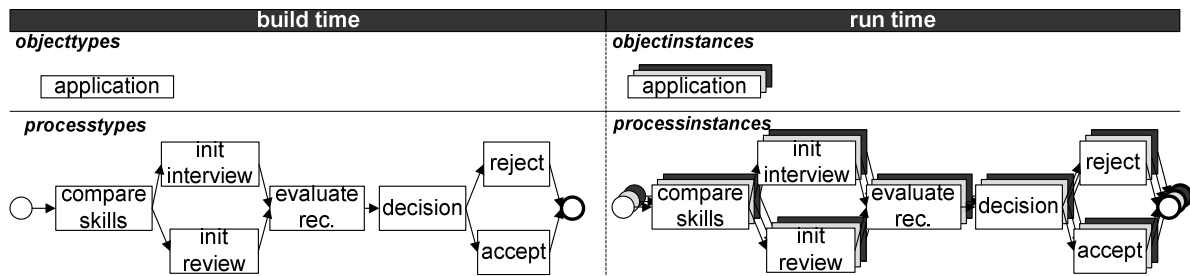 build time
run time
objecttypes
objectinstances
application
application
processtypes
processinstances
init
interview
reject
compare
skills
evaluate
rec.
decision
init
review
accept
init
interview
reject
compare
skills
evaluate
rec.
decision
init
review
accept